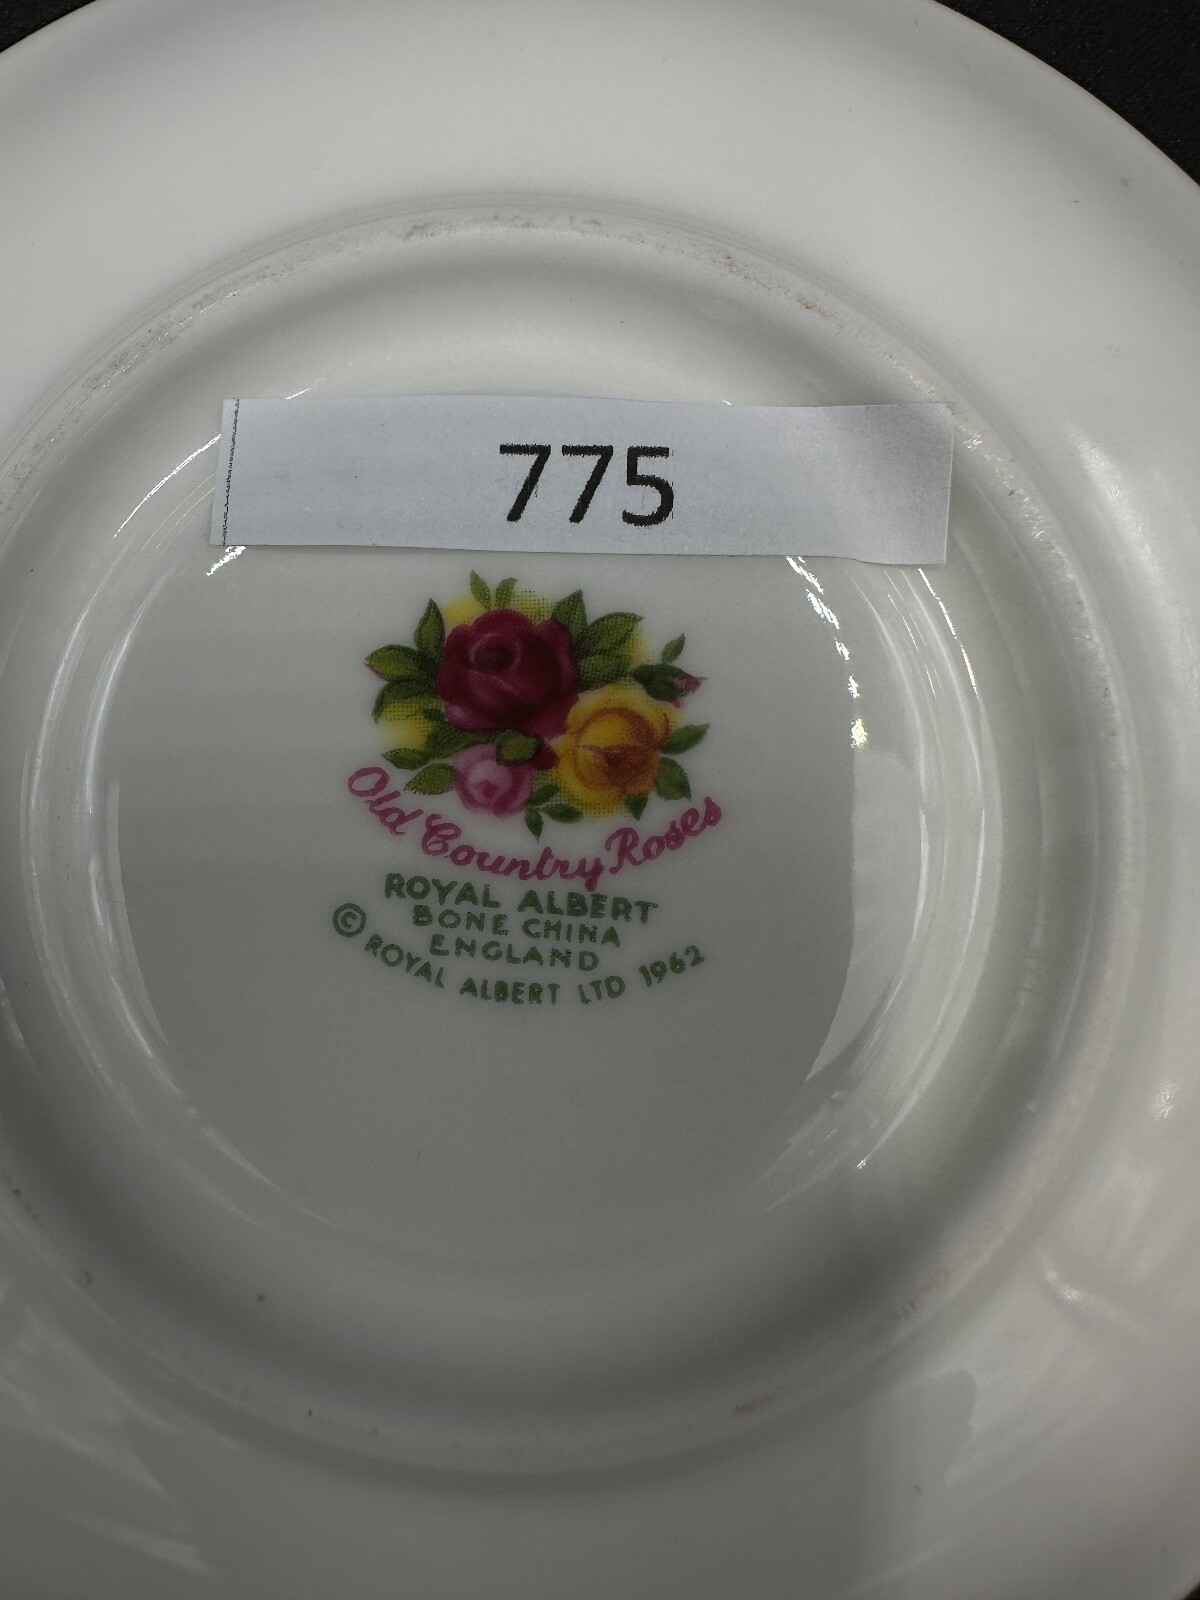 775
Old Country Roses
ROYAL ALBERT
BONE CHINA
ENGLAND
© ROYAL ALBERT LTD 1962